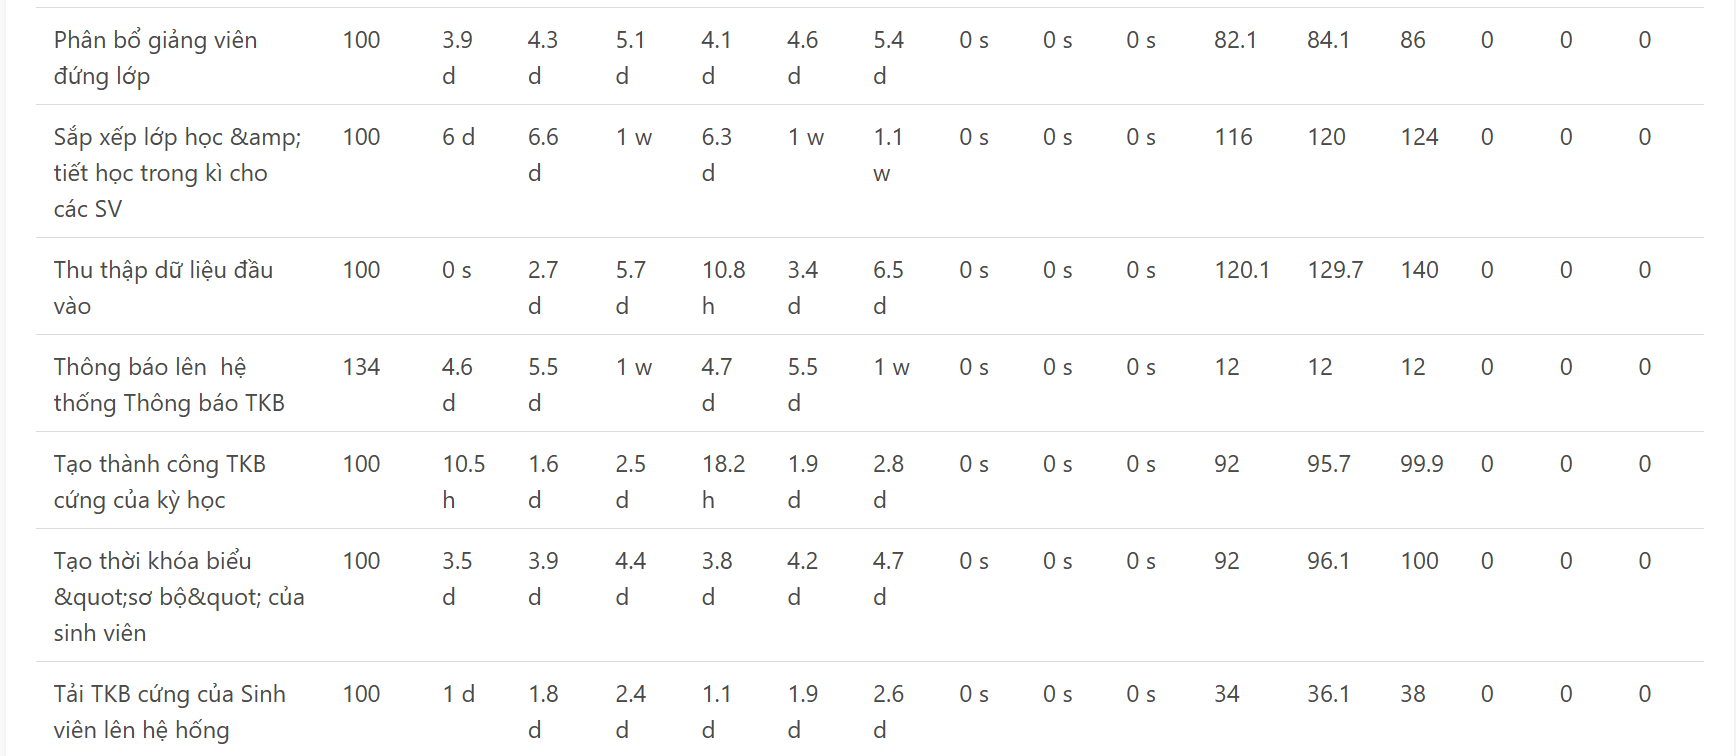 Phân bổ giảng viên 100 3.9 4.3 5.1 4.1 4.6 5.4 0 s 0 s 0 s 82.1 84.1 86 0 0 0
đứng lớp d d d d d d
Sắp xếp lớp học &amp; 100 6 d 6.6 1 w 6.3 1 w 1.1 0 s 0 s 0 s 116 120 124 0 0 0
tiết học trong kì cho d d w
các SV
Thu thập dữ liệu đầu 100 0 s 2.7 5.7 10.8 3.4 6.5 0 s 0 s 0 s 120.1 129.7 140 0 0 0
vào d d h d d
Thông báo lên hệ 134 4.6 5.5 1 w 4.7 5.5 1 w 0 s 0 s 0 s 12 12 12 0 0 0
thống Thông báo TKB d d d d
Tạo thành công TKB 100 10.5 1.6 2.5 18.2 1.9 2.8 0 s 0 s 0 s 92 95.7 99.9 0 0 0
cứng của kỳ học h d d h d d
Tạo thời khóa biểu 100 3.5 3.9 4.4 3.8 4.2 4.7 0 s 0 s 0 s 92 96.1 100 0 0 0
&quot;sơ bộ&quot; của d d d d d d
sinh viên
Tải TKB cứng của Sinh 100 1 d 1.8 2.4 1.1 1.9 2.6 0 s 0 s 0 s 34 36.1 38 0 0 0
viên lên hệ hống d d d d d